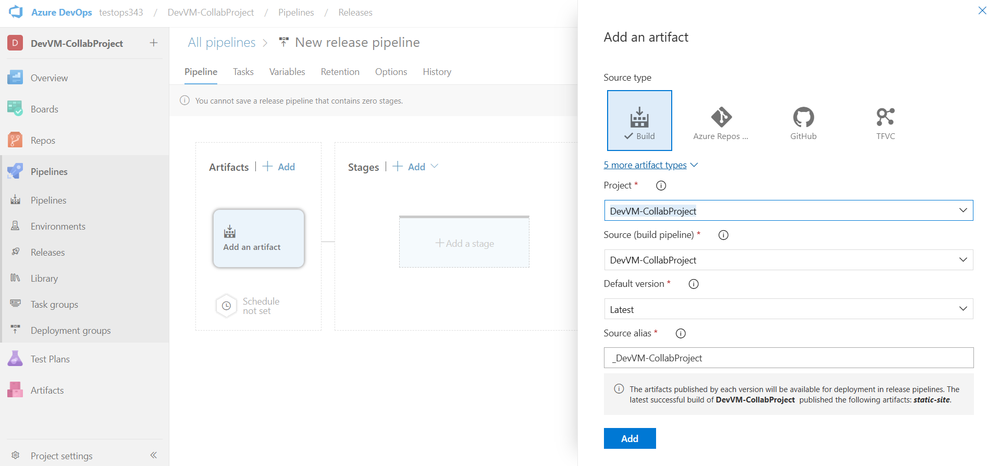 Azure DevOps testops343 / DevVM-CollabProject / Pipelines / Releases
D DevVM-CollabProject +
Overview
Boards
Repos
Pipelines
Pipelines
Environments
Releases
Library
Task groups
Deployment groups
Test Plans
Artifacts
Project settings
All pipelines > New release pipeline
Pipeline Tasks Variables Retention Options History
You cannot save a release pipeline that contains zero stages.
Artifacts | + Add
Add an artifact
Schedule
not set
Stages | + Add
+ Add a stage
Add an artifact
Source type
Build
Azure Repos ...
GitHub
TFVC
5 more artifact types
Project *
DevVM-CollabProject
Source (build pipeline) *
DevVM-CollabProject
Default version *
Latest
Source alias *
_DevVM-CollabProject
The artifacts published by each version will be available for deployment in release pipelines. The
latest successful build of DevVM-CollabProject published the following artifacts: static-site.
Add